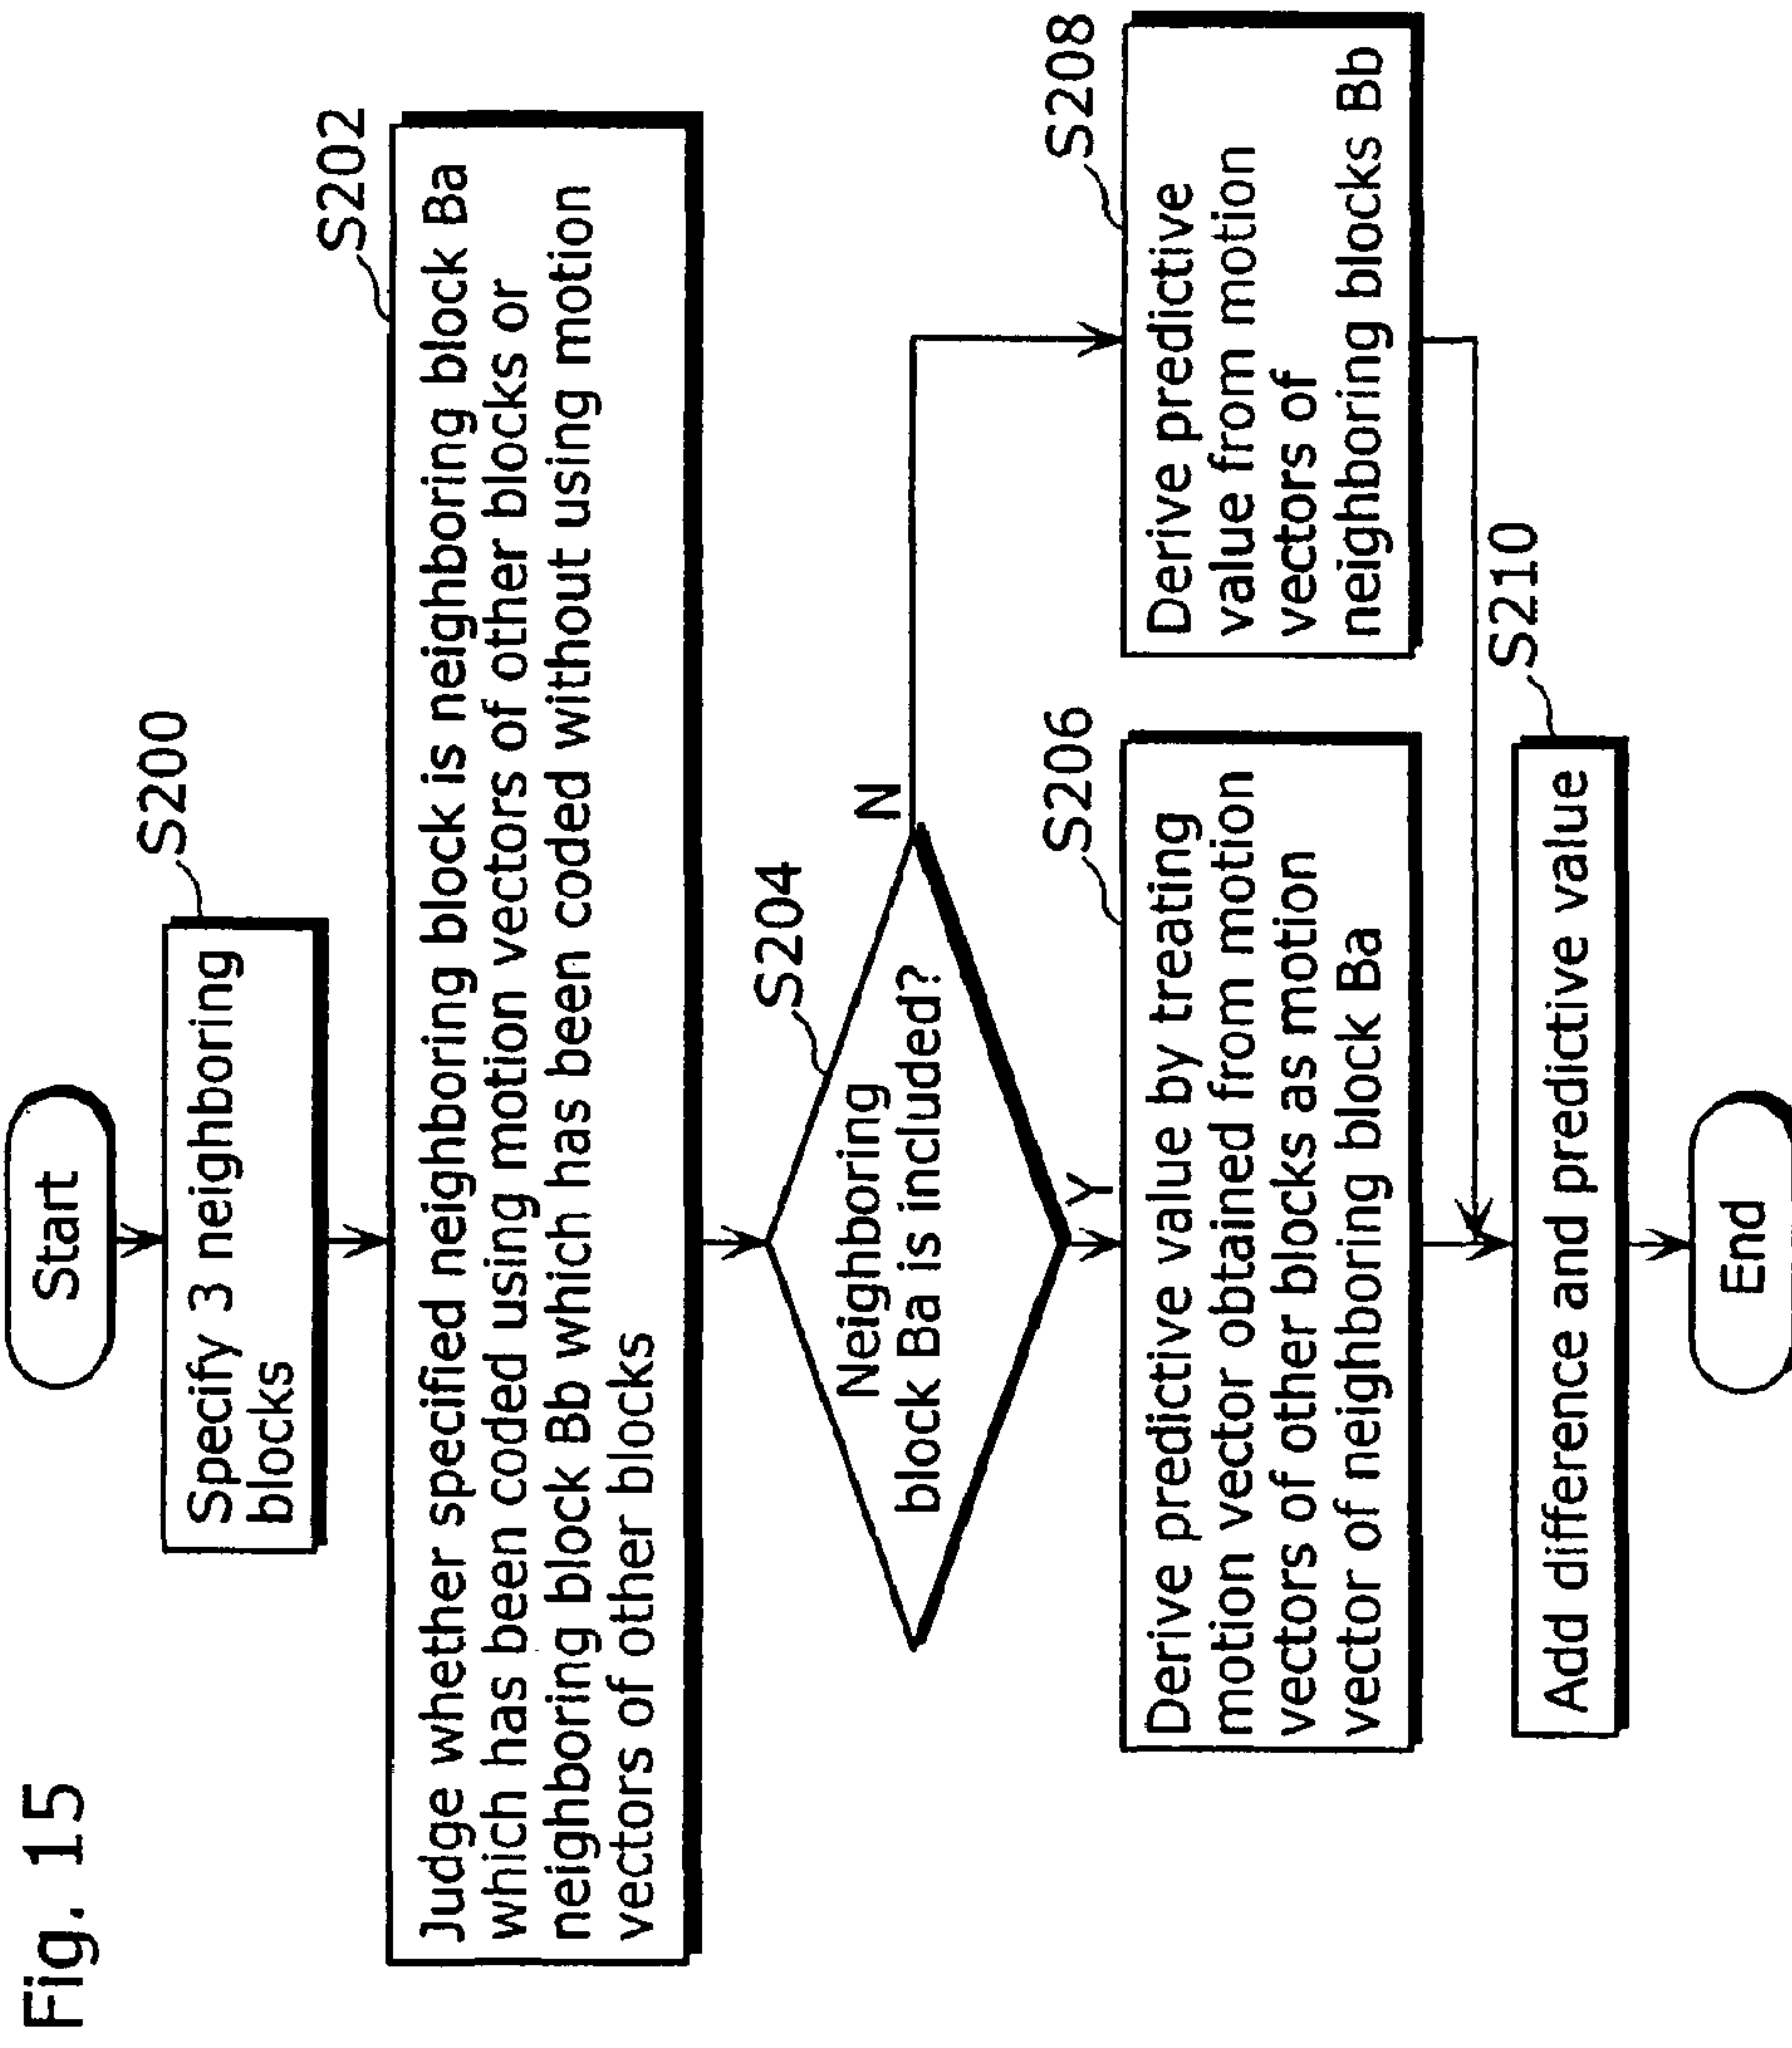 Fig. 15
Start
S200
Specify 3 neighboring
blocks
S202
Judge whether specified neighboring block is neighboring block Ba
which has been coded using motion vectors of other blocks or
neighboring block Bb which has been coded without using motion
vectors of other blocks
S204
Neighboring
block Ba is included?
N
Y
S206
Derive predictive value by treating
motion vector obtained from motion
vectors of other blocks as motion
vector of neighboring block Ba
S208
Derive predictive
value from motion
vectors of
neighboring blocks Bb
S210
Add difference and predictive value
End